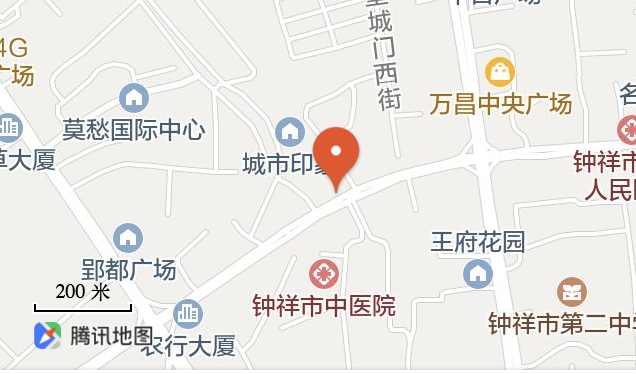 皇城门西街
4G
广场
万昌中央广场
莫愁国际中心
草大厦
城市印象
钟祥市
人民医
王府花园
郢都广场
钟祥市中医院
200 米
钟祥市第二中学
腾讯地图
农行大厦